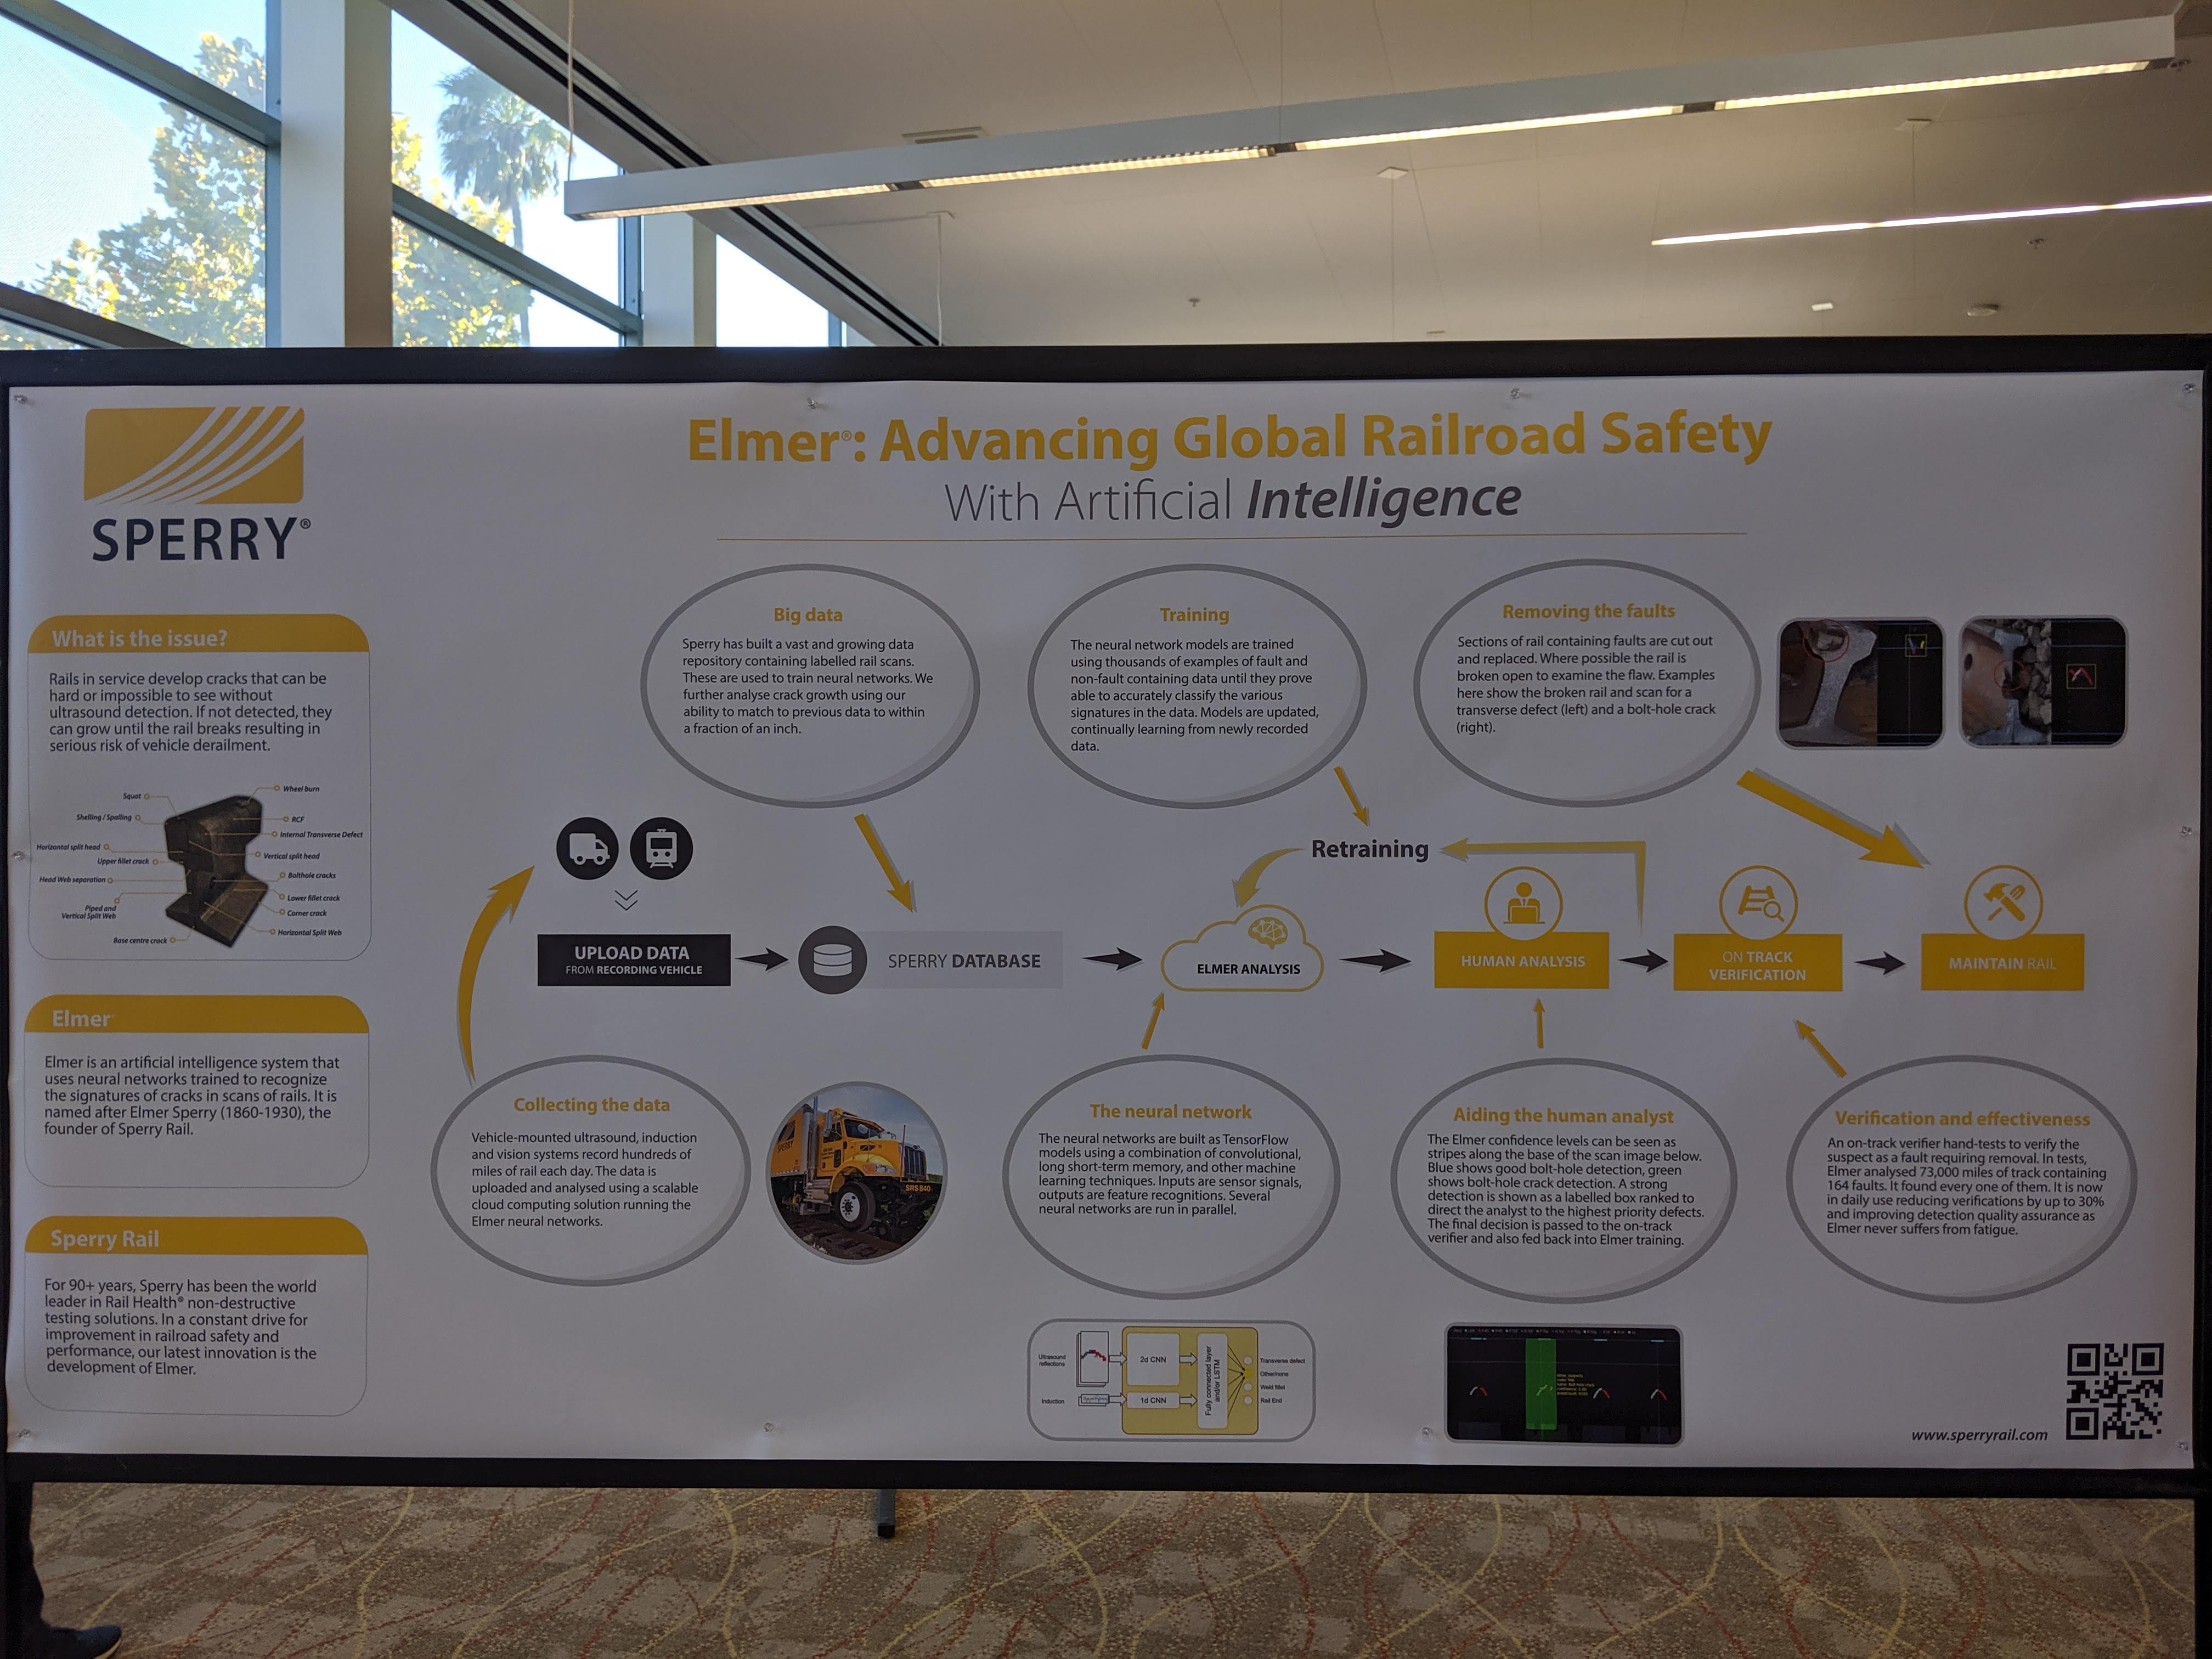 SPERRY®
Elmer®: Advancing Global Railroad Safety
With Artificial Intelligence
What is the issue?
Rails in service develop cracks that can be
hard or impossible to see without
ultrasound detection. If not detected, they
can grow until the rail breaks resulting in
serious risk of vehicle derailment.
Squat
Wheel burn
Shelling / Spalling
RCF
Internal Transverse Defect
Horizontal split head
Vertical split head
Upper fillet crack
Head Web separation
Bolthole cracks
Lower fillet crack
Piped and
Vertical Split Web
Corner crack
Horizontal Split Web
Base centre crack
Elmer
Elmer is an artificial intelligence system that
uses neural networks trained to recognize
the signatures of cracks in scans of rails. It is
named after Elmer Sperry (1860-1930), the
founder of Sperry Rail.
Sperry Rail
For 90+ years, Sperry has been the world
leader in Rail Health® non-destructive
testing solutions. In a constant drive for
improvement in railroad safety and
performance, our latest innovation is the
development of Elmer.
Big data
Sperry has built a vast and growing data
repository containing labelled rail scans.
These are used to train neural networks. We
further analyse crack growth using our
ability to match to previous data to within
a fraction of an inch.
Training
The neural network models are trained
using thousands of examples of fault and
non-fault containing data until they prove
able to accurately classify the various
signatures in the data. Models are updated,
continually learning from newly recorded
data.
Removing the faults
Sections of rail containing faults are cut out
and replaced. Where possible the rail is
broken open to examine the flaw. Examples
here show the broken rail and scan for a
transverse defect (left) and a bolt-hole crack
(right).
Retraining
UPLOAD DATA
FROM RECORDING VEHICLE
SPERRY DATABASE
ELMER ANALYSIS
HUMAN ANALYSIS
ON TRACK
VERIFICATION
MAINTAIN RAIL
Collecting the data
Vehicle-mounted ultrasound, induction
and vision systems record hundreds of
miles of rail each day. The data is
uploaded and analysed using a scalable
cloud computing solution running the
Elmer neural networks.
SRS 840
The neural network
The neural networks are built as TensorFlow
models using a combination of convolutional,
long short-term memory, and other machine
learning techniques. Inputs are sensor signals,
outputs are feature recognitions. Several
neural networks are run in parallel.
Aiding the human analyst
The Elmer confidence levels can be seen as
stripes along the base of the scan image below.
Blue shows good bolt-hole detection, green
shows bolt-hole crack detection. A strong
detection is shown as a labelled box ranked to
direct the analyst to the highest priority defects.
The final decision is passed to the on-track
verifier and also fed back into Elmer training.
Verification and effectiveness
An on-track verifier hand-tests to verify the
suspect as a fault requiring removal. In tests,
Elmer analysed 73,000 miles of track containing
164 faults. It found every one of them. It is now
in daily use reducing verifications by up to 30%
and improving detection quality assurance as
Elmer never suffers from fatigue.
Ultrasound
reflections
2d CNN
Induction
1d CNN
Fully connected layer
and/or LSTM
Transverse defect
Other/none
Weld fillet
Rail End
www.sperryrail.com